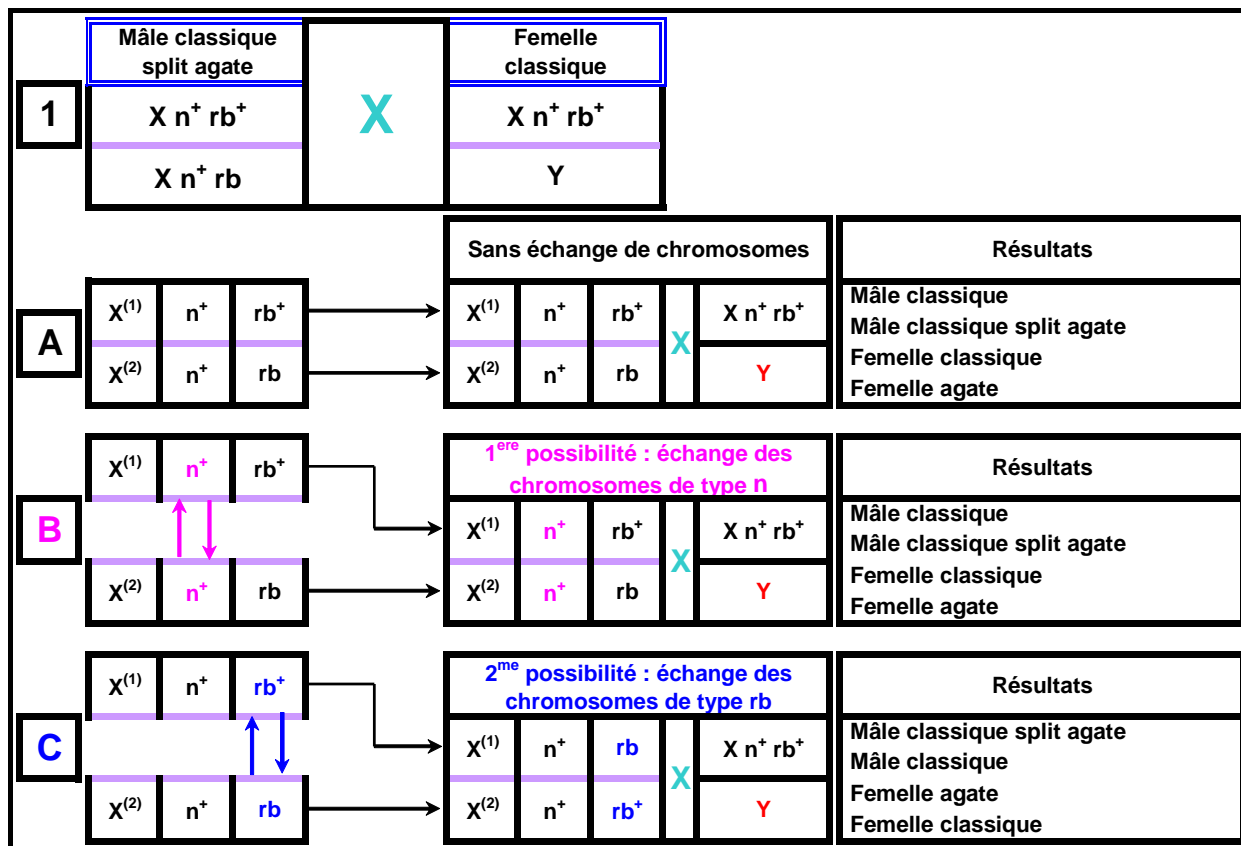 Mâle classique
split agate
Femelle
classique
1
X n⁺ rb⁺
X
X n⁺ rb⁺
X n⁺ rb
Y
Sans échange de chromosomes
Résultats
A
X⁽¹⁾ n⁺ rb⁺
X⁽¹⁾ n⁺ rb⁺ X X n⁺ rb⁺
X⁽²⁾ n⁺ rb
X⁽²⁾ n⁺ rb Y
Mâle classique
Mâle classique split agate
Femelle classique
Femelle agate
B
X⁽¹⁾ n⁺ rb⁺
X⁽²⁾ n⁺ rb
1ere possibilité : échange des
chromosomes de type n
X⁽¹⁾ n⁺ rb⁺ X X n⁺ rb⁺
X⁽²⁾ n⁺ rb Y
Résultats
Mâle classique
Mâle classique split agate
Femelle classique
Femelle agate
C
X⁽¹⁾ n⁺ rb⁺
X⁽²⁾ n⁺ rb
2me possibilité : échange des
chromosomes de type rb
X⁽¹⁾ n⁺ rb X X n⁺ rb⁺
X⁽²⁾ n⁺ rb⁺ Y
Résultats
Mâle classique split agate
Mâle classique
Femelle agate
Femelle classique